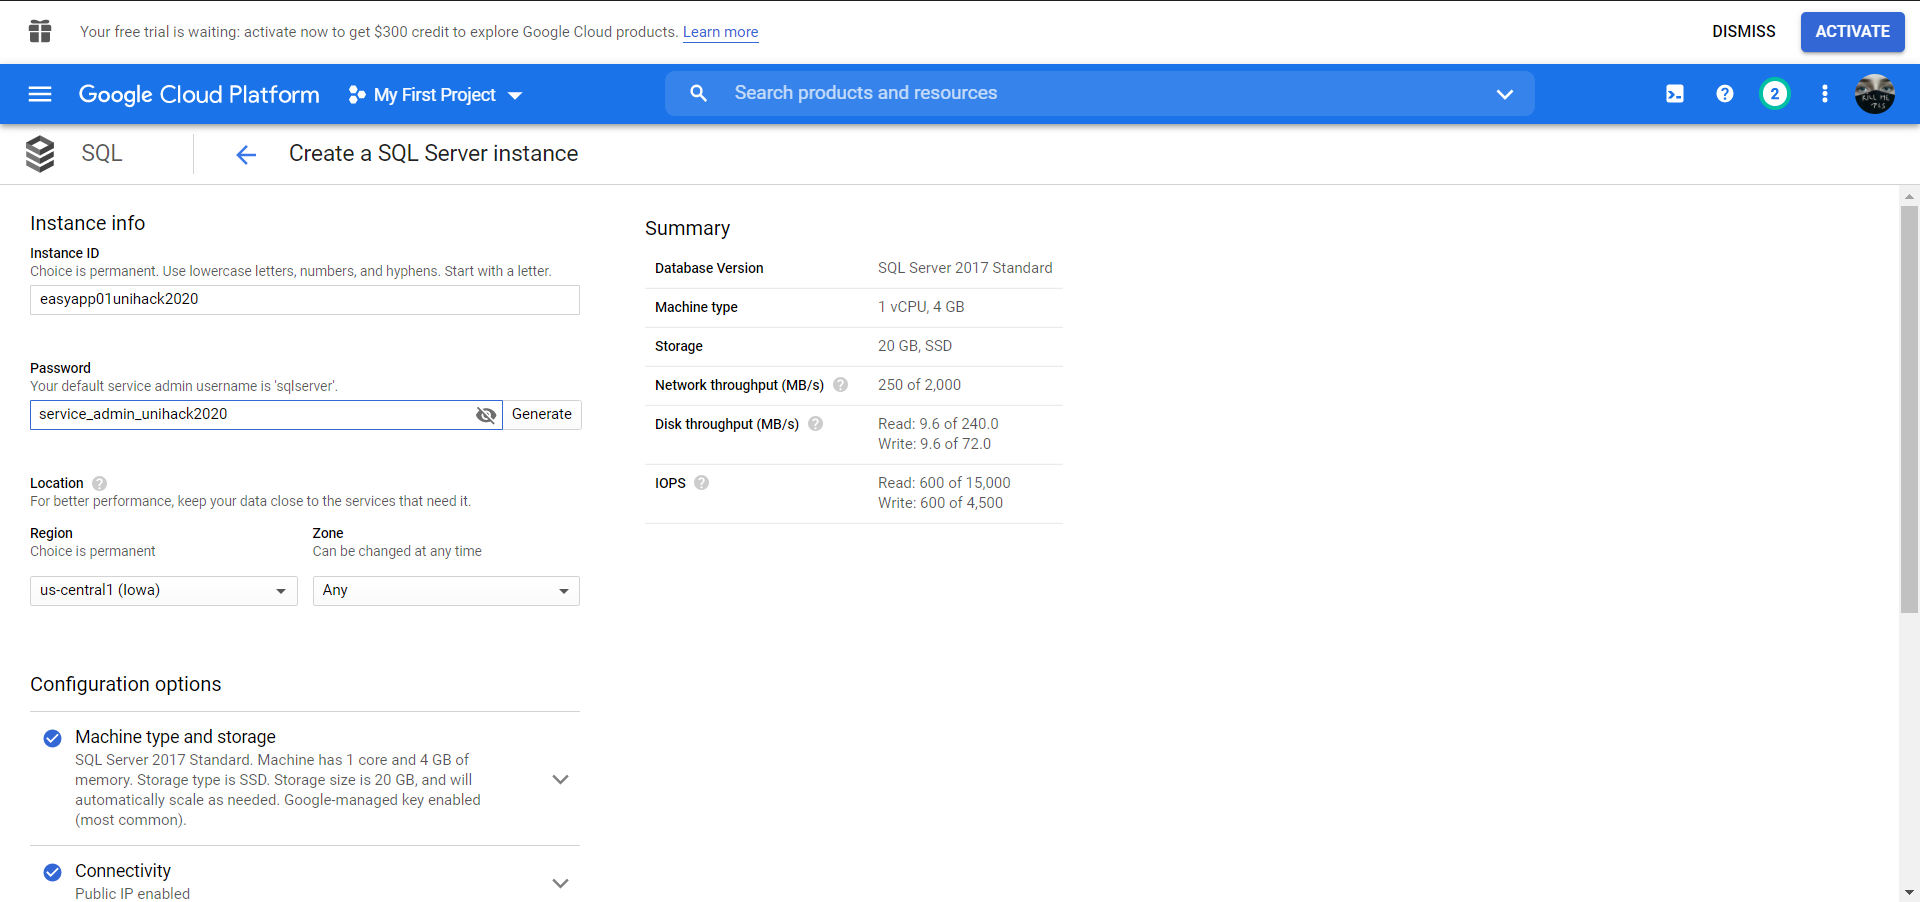 Your free trial is waiting: activate now to get $300 credit to explore Google Cloud products. Learn more
DISMISS
ACTIVATE
Google Cloud Platform
My First Project
Search products and resources
2
SQL
Create a SQL Server instance
Instance info
Instance ID
Choice is permanent. Use lowercase letters, numbers, and hyphens. Start with a letter.
easyapp01unihack2020
Password
Your default service admin username is 'sqlserver'.
service_admin_unihack2020
Generate
Location
For better performance, keep your data close to the services that need it.
Region
Choice is permanent
us-central1 (Iowa)
Zone
Can be changed at any time
Any
Configuration options
Machine type and storage
SQL Server 2017 Standard. Machine has 1 core and 4 GB of
memory. Storage type is SSD. Storage size is 20 GB, and will
automatically scale as needed. Google-managed key enabled
(most common).
Connectivity
Public IP enabled
Summary
Database Version SQL Server 2017 Standard
Machine type 1 vCPU, 4 GB
Storage 20 GB, SSD
Network throughput (MB/s) 250 of 2,000
Disk throughput (MB/s) Read: 9.6 of 240.0
Write: 9.6 of 72.0
IOPS Read: 600 of 15,000
Write: 600 of 4,500
KILL ME
PLS